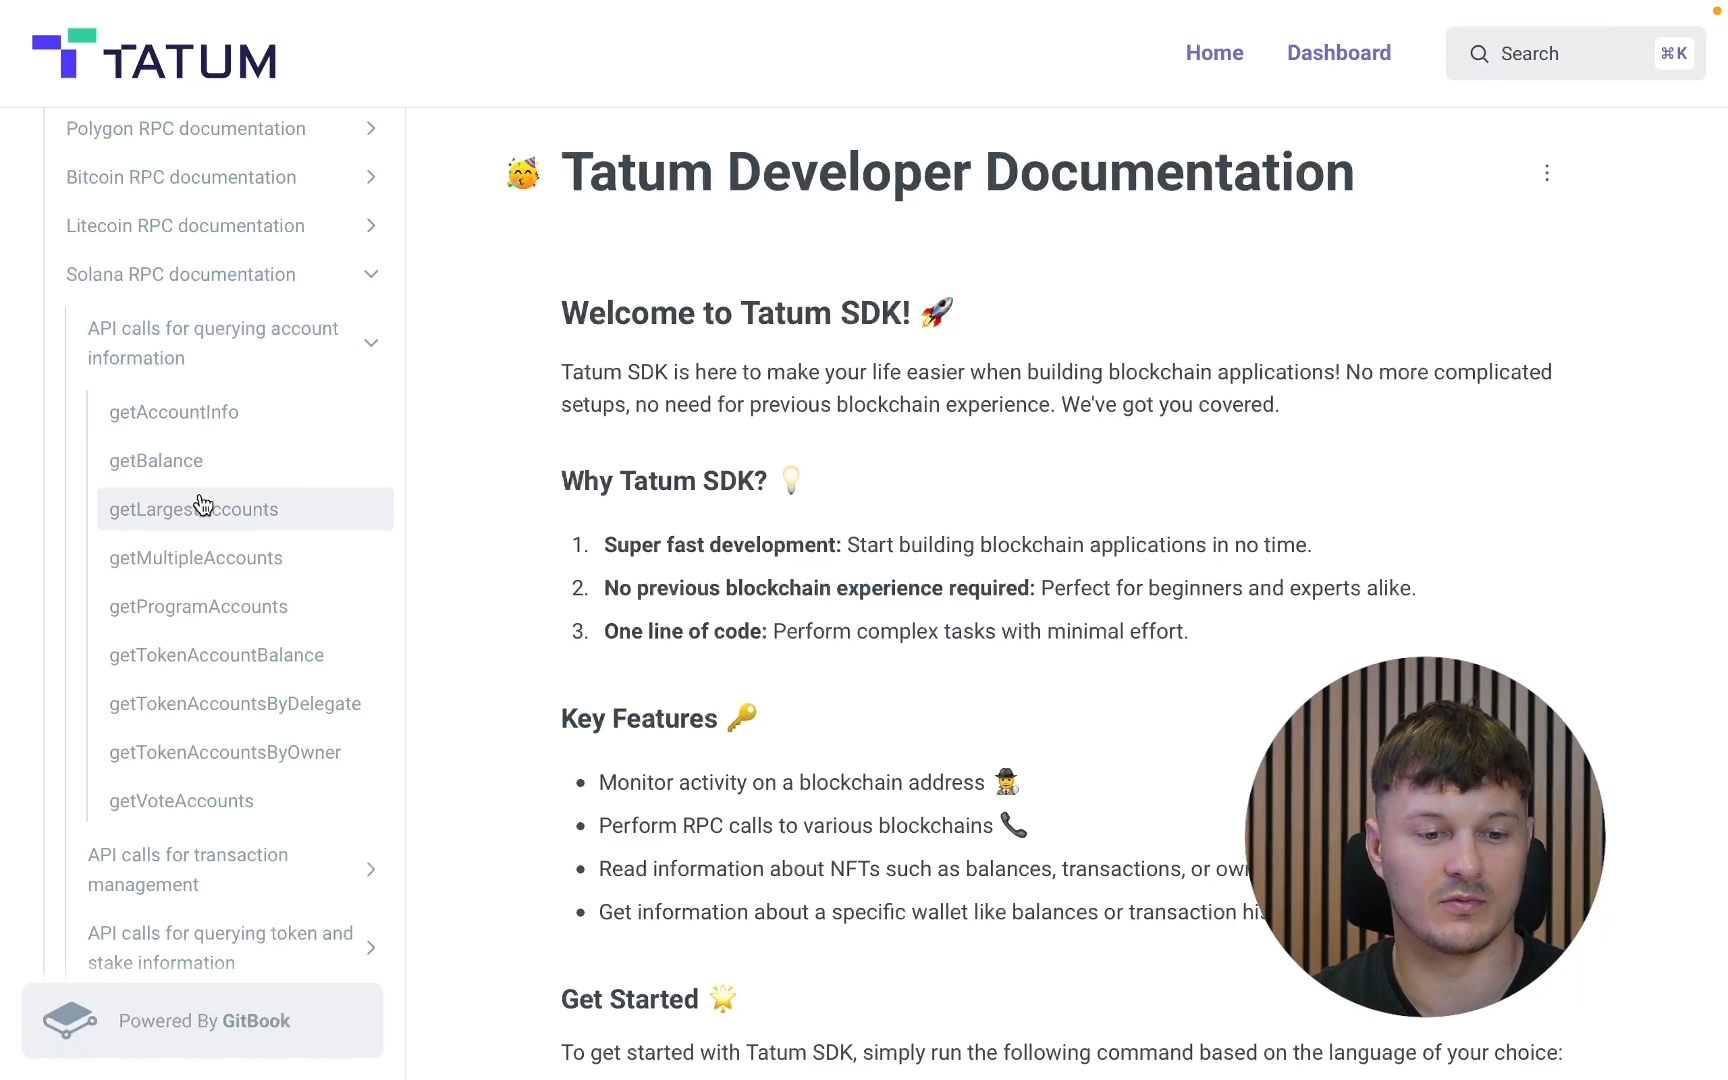 TATUM
Home
Dashboard
Search
⌘K
Polygon RPC documentation
Bitcoin RPC documentation
Litecoin RPC documentation
Solana RPC documentation
API calls for querying account
information
getAccountInfo
getBalance
getLargestAccounts
getMultipleAccounts
getProgramAccounts
getTokenAccountBalance
getTokenAccountsByDelegate
getTokenAccountsByOwner
getVoteAccounts
API calls for transaction
management
API calls for querying token and
stake information
Powered By GitBook
🥳 Tatum Developer Documentation
Welcome to Tatum SDK! 🚀
Tatum SDK is here to make your life easier when building blockchain applications! No more complicated
setups, no need for previous blockchain experience. We've got you covered.
Why Tatum SDK? 💡
1. Super fast development: Start building blockchain applications in no time.
2. No previous blockchain experience required: Perfect for beginners and experts alike.
3. One line of code: Perform complex tasks with minimal effort.
Key Features 🔑
• Monitor activity on a blockchain address 🕵️
• Perform RPC calls to various blockchains 📞
• Read information about NFTs such as balances, transactions, or
• Get information about a specific wallet like balances or transaction
Get Started 🌟
To get started with Tatum SDK, simply run the following command based on the language of your choice: